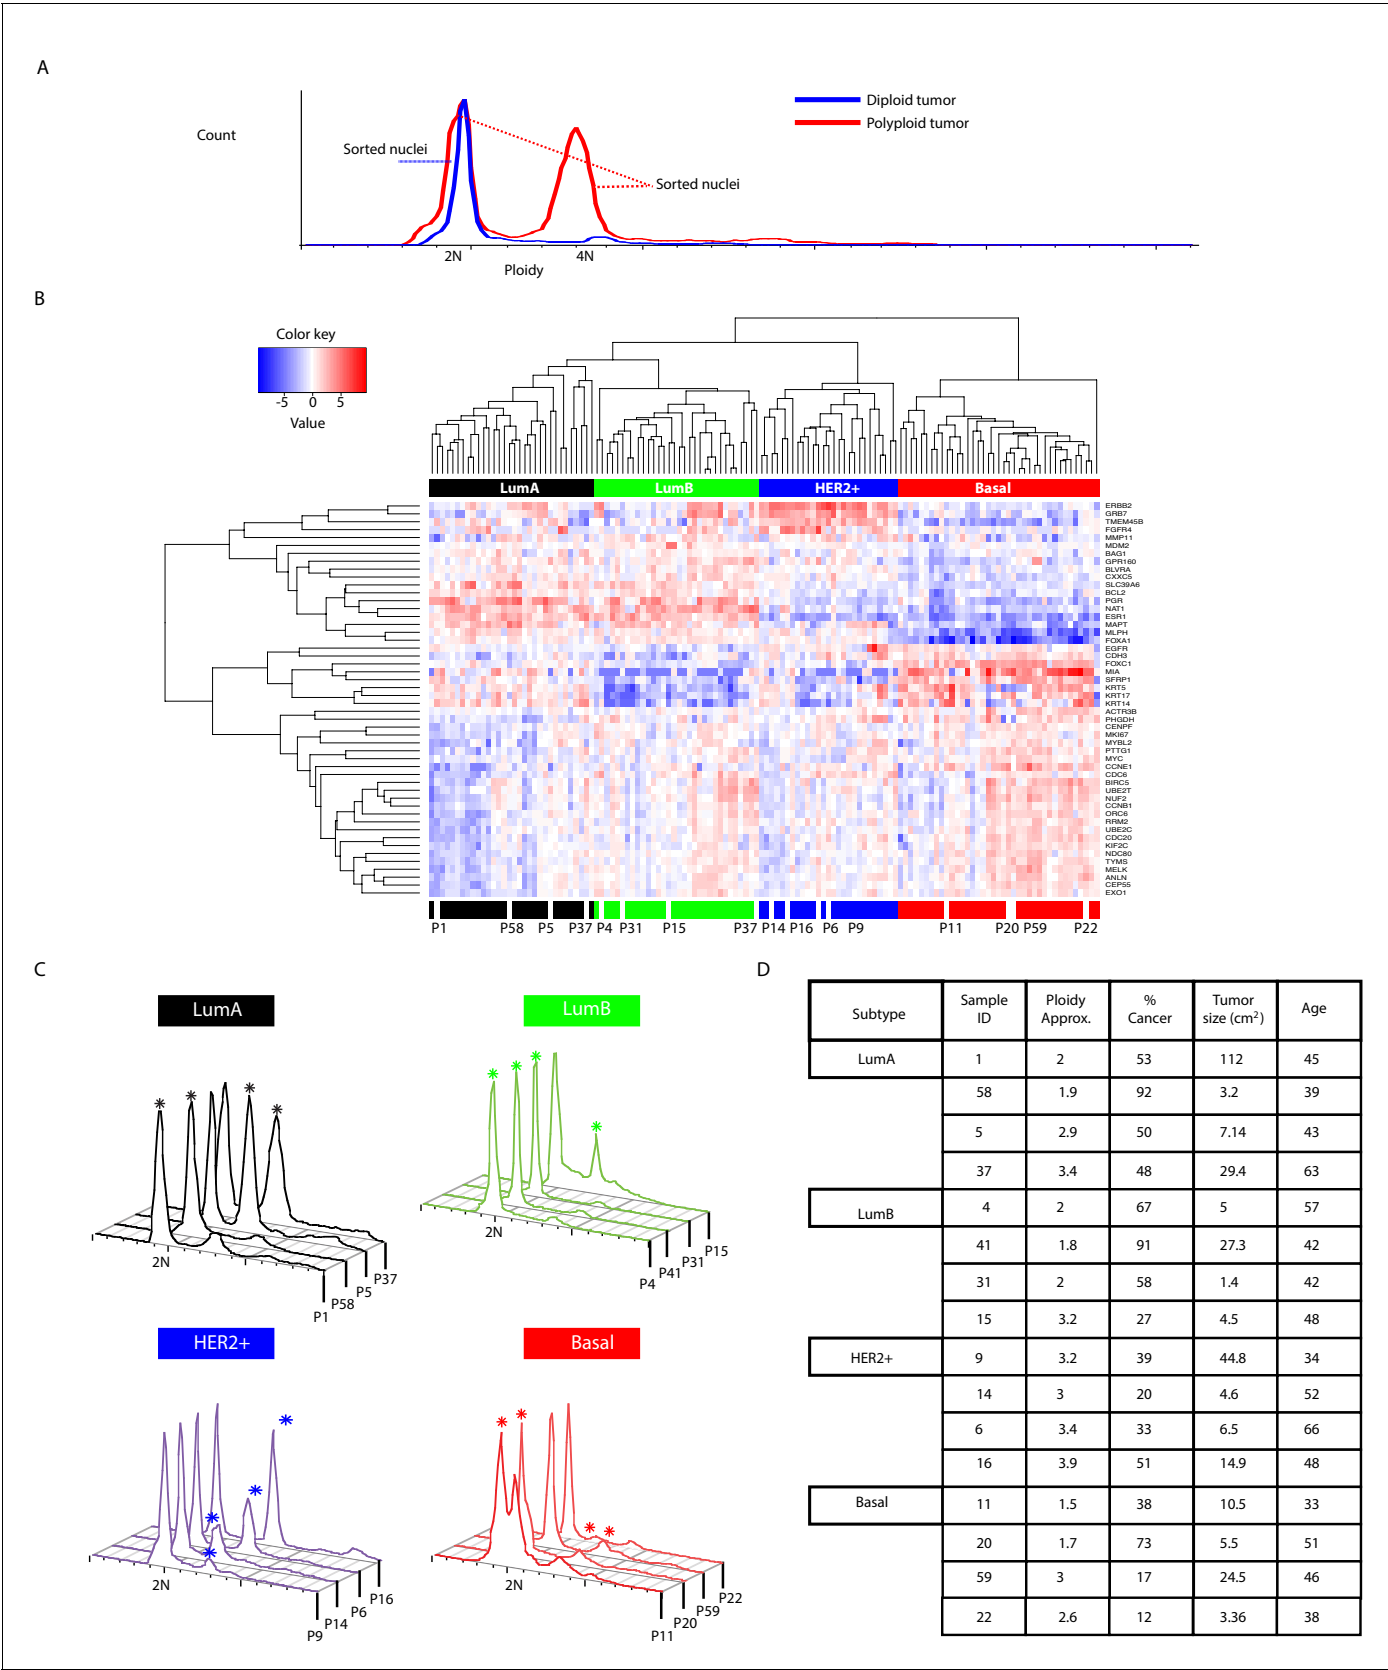 A
Count
Sorted nuclei
Sorted nuclei
Diploid tumor
Polyploid tumor
2N
4N
Ploidy
B
Color key
-5 0 5
Value
LumA LumB HER2+ Basal
ERBB2
GRB7
TMEM45B
FGFR4
MMP11
MDM2
BAG1
GPR160
BLVRA
CXXC5
SLC39A6
BCL2
PGR
NAT1
ESR1
MAPT
MLPH
FOXA1
EGFR
CDH3
FOXC1
MIA
SFRP1
KRT5
KRT17
KRT14
ACTR3B
PHGDH
CENPF
MKI67
MYBL2
PTTG1
MYC
CCNE1
CDC6
BIRC5
UBE2T
NUF2
CCNB1
ORC6
RRM2
UBE2C
CDC20
KIF2C
NDC80
TYMS
MELK
ANLN
CEP55
EXO1
P1 P58 P5 P37 P4 P31 P15 P37 P14 P16 P6 P9 P11 P20 P59 P22
C
LumA
2N
P1
P58
P5
P37
LumB
2N
P4
P41
P31
P15
HER2+
2N
P9
P14
P6
P16
Basal
2N
P11
P20
P59
P22
D
Subtype Sample ID Ploidy Approx. % Cancer Tumor size (cm2) Age
LumA 1 2 53 112 45
58 1.9 92 3.2 39
5 2.9 50 7.14 43
37 3.4 48 29.4 63
LumB 4 2 67 5 57
41 1.8 91 27.3 42
31 2 58 1.4 42
15 3.2 27 4.5 48
HER2+ 9 3.2 39 44.8 34
14 3 20 4.6 52
6 3.4 33 6.5 66
16 3.9 51 14.9 48
Basal 11 1.5 38 10.5 33
20 1.7 73 5.5 51
59 3 17 24.5 46
22 2.6 12 3.36 38